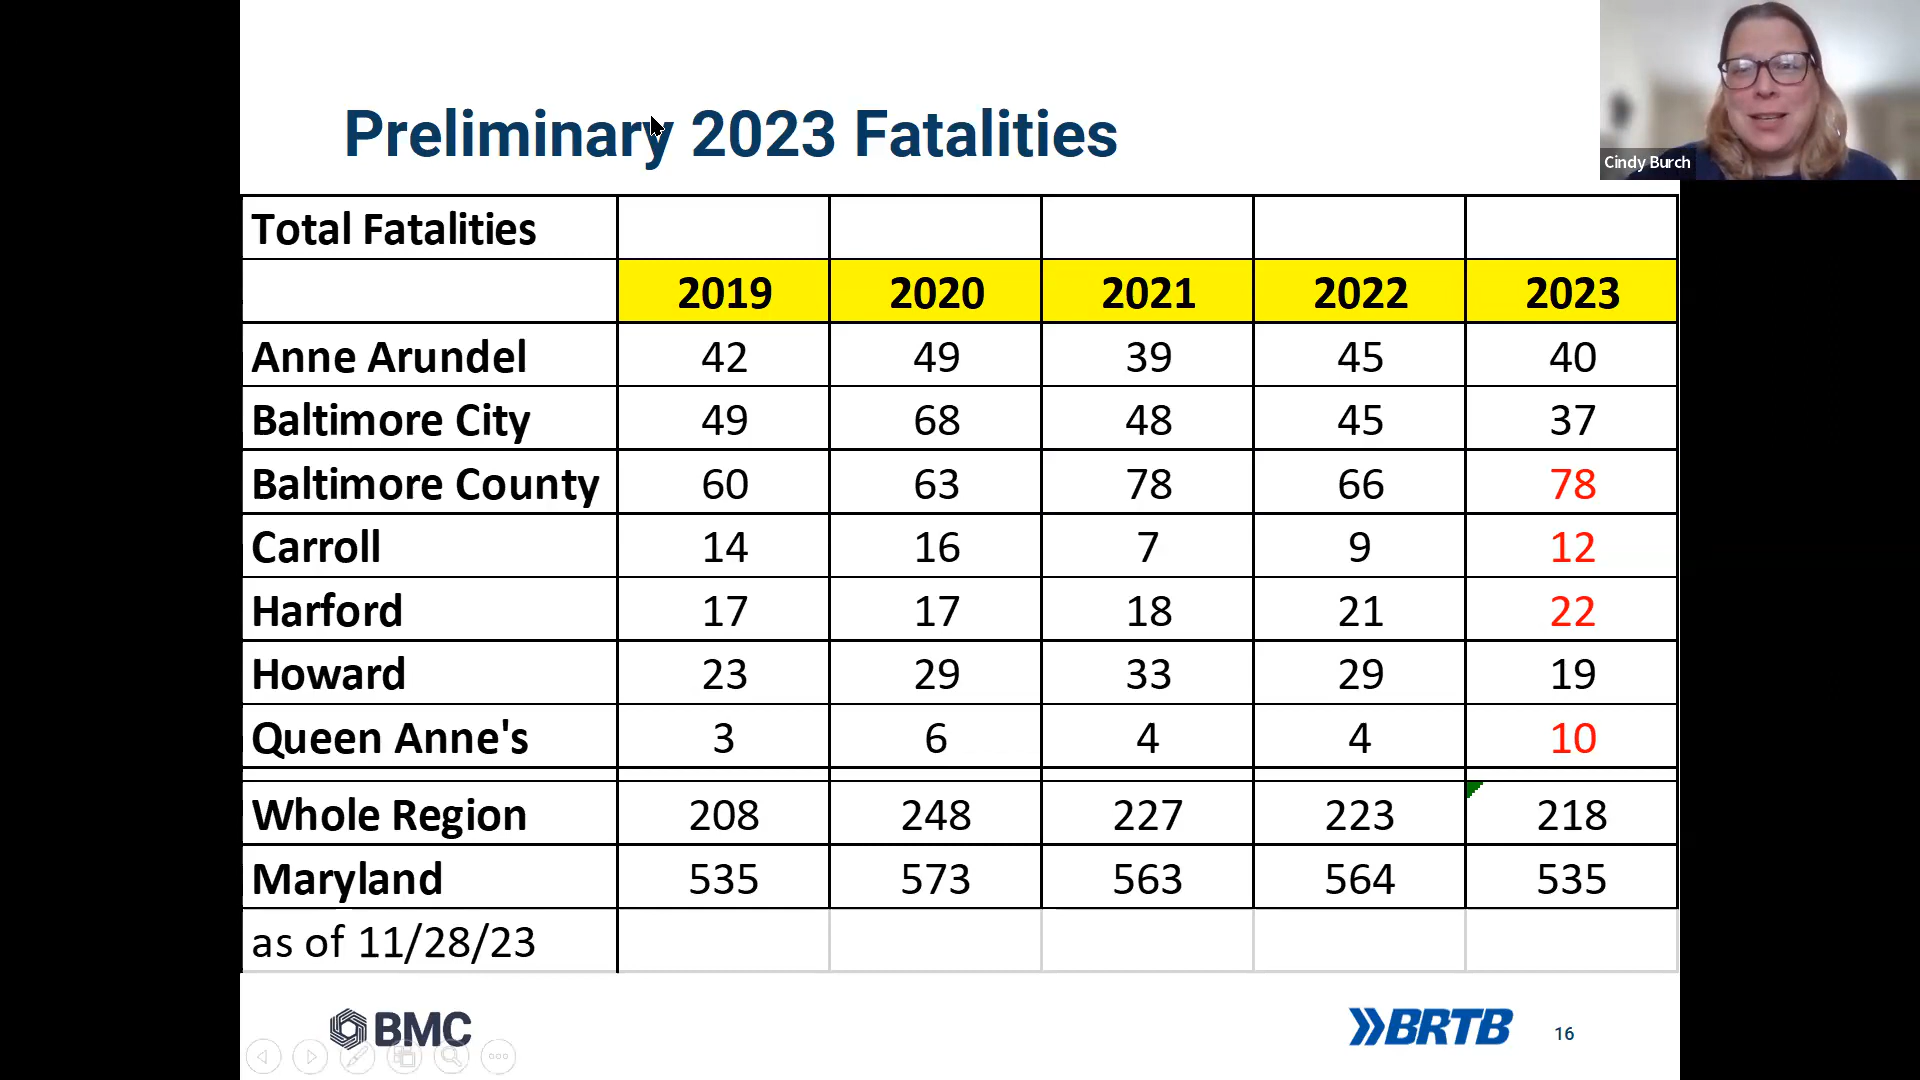 Preliminary 2023 Fatalities
Cindy Burch
Total Fatalities
2019 2020 2021 2022 2023
Anne Arundel 42 49 39 45 40
Baltimore City 49 68 48 45 37
Baltimore County 60 63 78 66 78
Carroll 14 16 7 9 12
Harford 17 17 18 21 22
Howard 23 29 33 29 19
Queen Anne's 3 6 4 4 10
Whole Region 208 248 227 223 218
Maryland 535 573 563 564 535
as of 11/28/23
BMC
BRTB
16